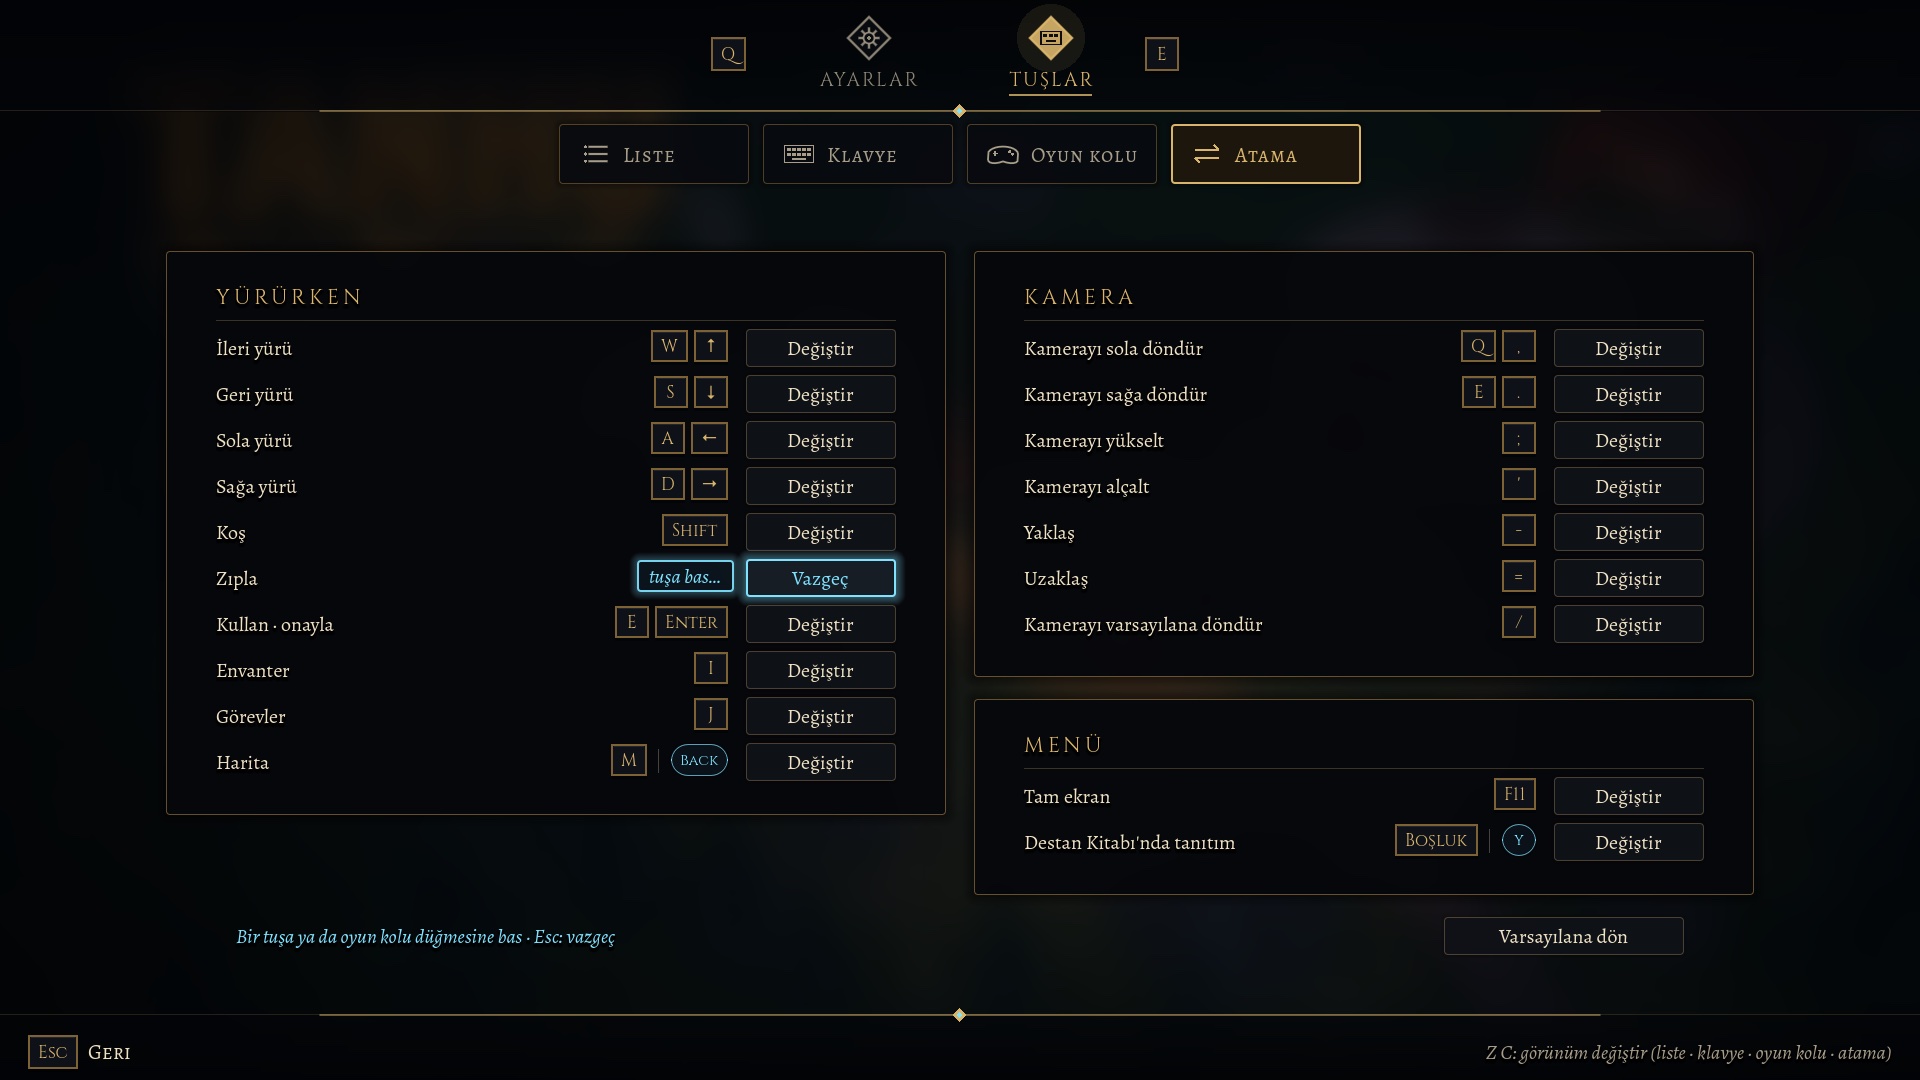 Q
AYARLAR
TUŞLAR
E
LISTE
KLAVYE
OYUN KOLU
ATAMA
YÜRÜRKEN
İleri yürü W ↑ Değiştir
Geri yürü S ↓ Değiştir
Sola yürü A ← Değiştir
Sağa yürü D → Değiştir
Koş SHIFT Değiştir
Zıpla tuşa bas... Vazgeç
Kullan · onayla E ENTER Değiştir
Envanter I Değiştir
Görevler J Değiştir
Harita M BACK Değiştir
KAMERA
Kamerayı sola döndür Q , Değiştir
Kamerayı sağa döndür E . Değiştir
Kamerayı yükselt ; Değiştir
Kamerayı alçalt ' Değiştir
Yaklaş - Değiştir
Uzaklaş = Değiştir
Kamerayı varsayılana döndür / Değiştir
MENÜ
Tam ekran F11 Değiştir
Destan Kitabı'nda tanıtım BOŞLUK Y Değiştir
Bir tuşa ya da oyun kolu düğmesine bas · Esc: vazgeç
Varsayılana dön
ESC GERI
Z C: görünüm değiştir (liste · klavye · oyun kolu · atama)